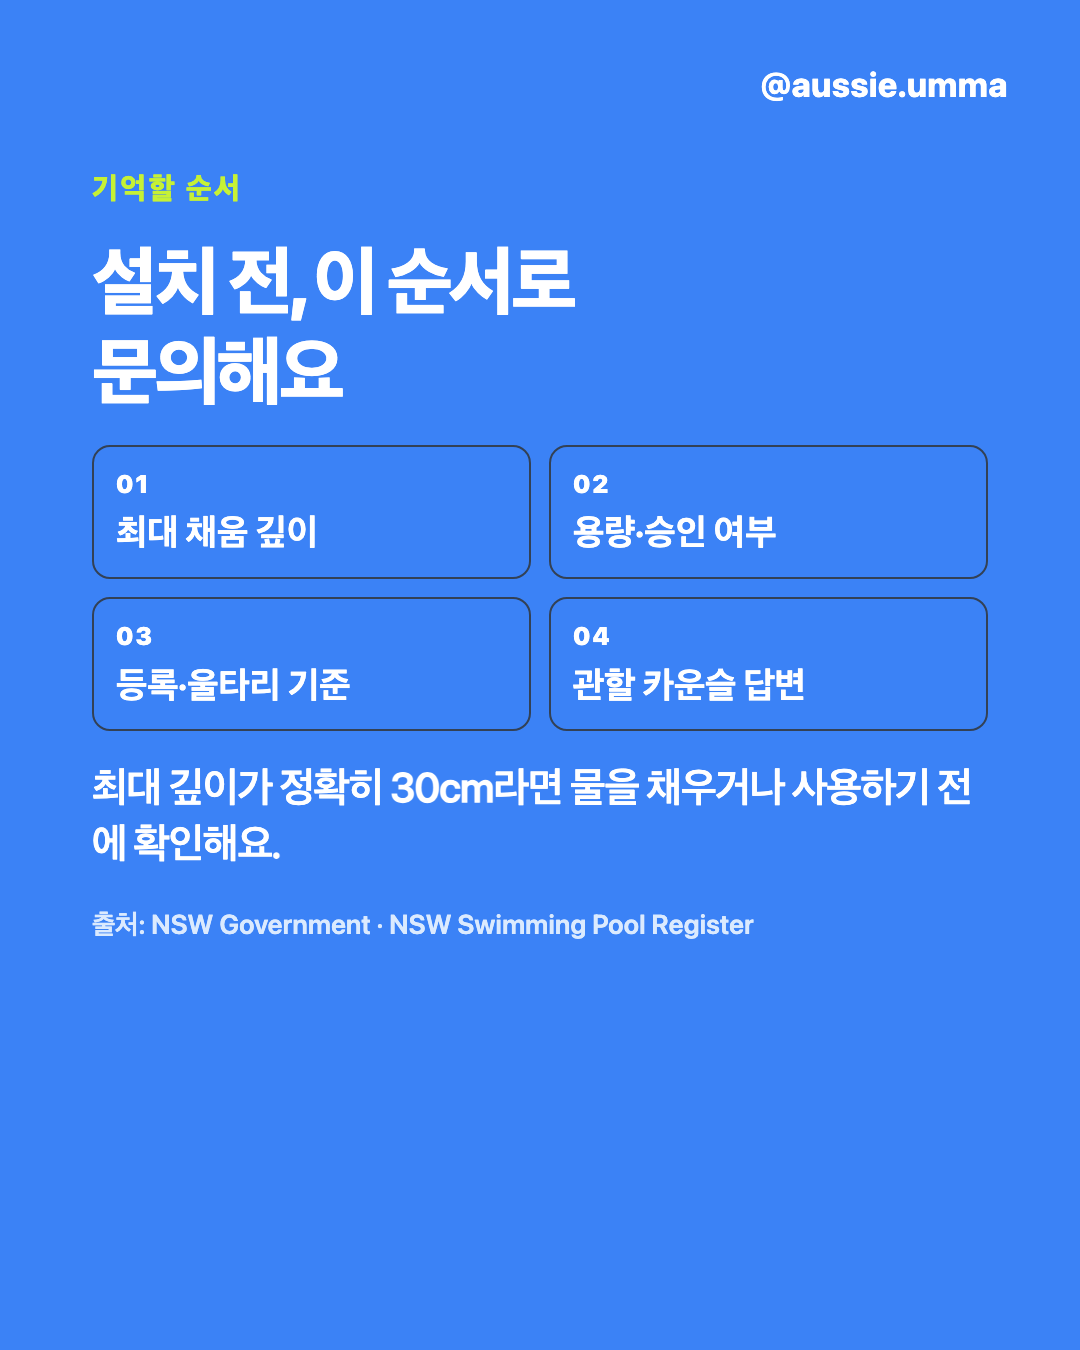 @aussie.umma
기억할 순서
설치 전, 이 순서로
문의해요
01
최대 채움 깊이
02
용량·승인 여부
03
등록·울타리 기준
04
관할 카운슬 답변
최대 깊이가 정확히 30cm라면 물을 채우거나 사용하기 전
에 확인해요.
출처: NSW Government · NSW Swimming Pool Register